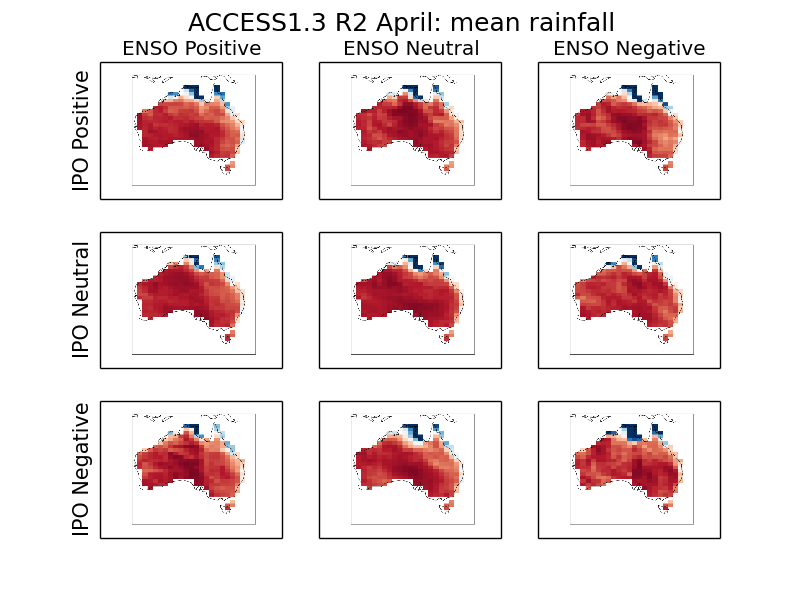 ACCESS1.3 R2 April: mean rainfall
ENSO Positive
ENSO Neutral
ENSO Negative
IPO Positive
IPO Neutral
IPO Negative